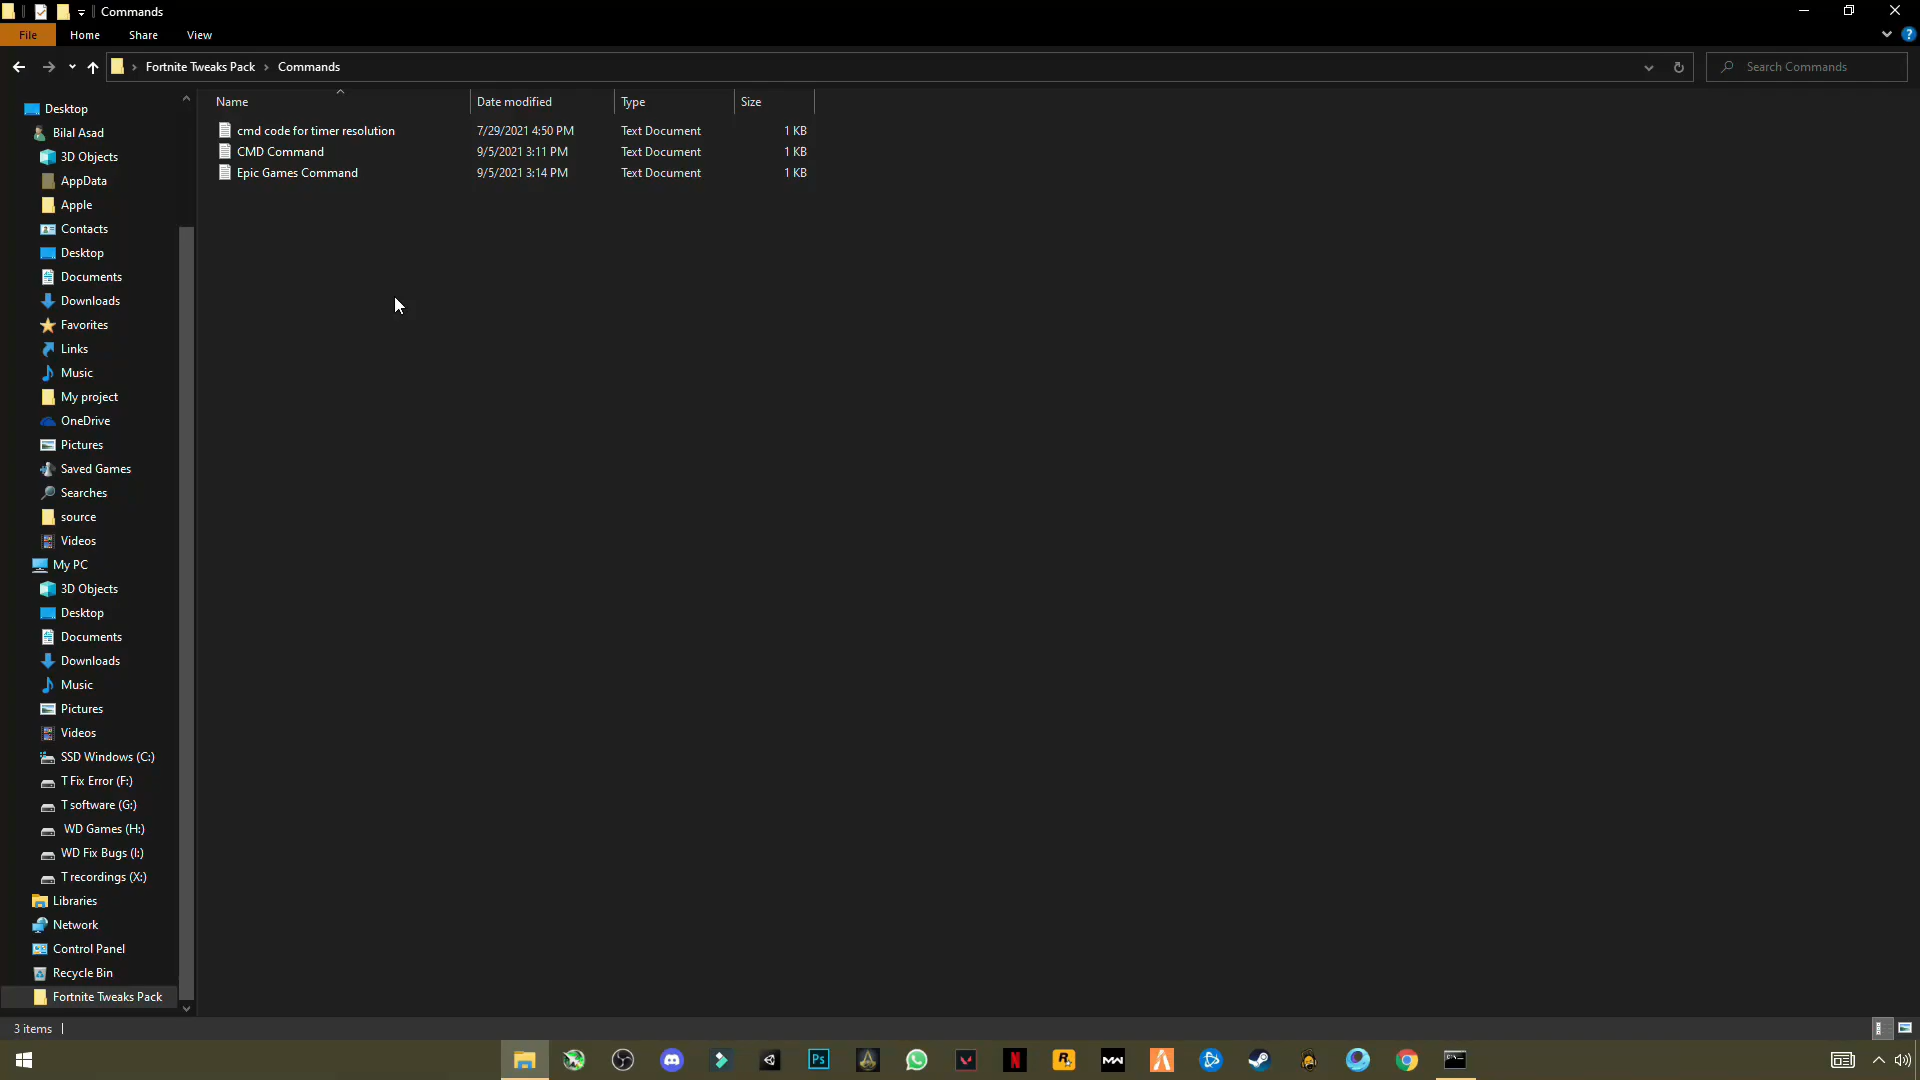 Commands
File Home Share View
Fortnite Tweaks Pack Commands
Search Commands
Name Date modified Type Size
cmd code for timer resolution 7/29/2021 4:50 PM Text Document 1 KB
CMD Command 9/5/2021 3:11 PM Text Document 1 KB
Epic Games Command 9/5/2021 3:14 PM Text Document 1 KB
Desktop
Bilal Asad
3D Objects
AppData
Apple
Contacts
Desktop
Documents
Downloads
Favorites
Links
Music
My project
OneDrive
Pictures
Saved Games
Searches
source
Videos
My PC
3D Objects
Desktop
Documents
Downloads
Music
Pictures
Videos
SSD Windows (C:)
T Fix Error (F:)
T software (G:)
WD Games (H:)
WD Fix Bugs (I:)
T recordings (X:)
Libraries
Network
Control Panel
Recycle Bin
Fortnite Tweaks Pack
3 items
Ps